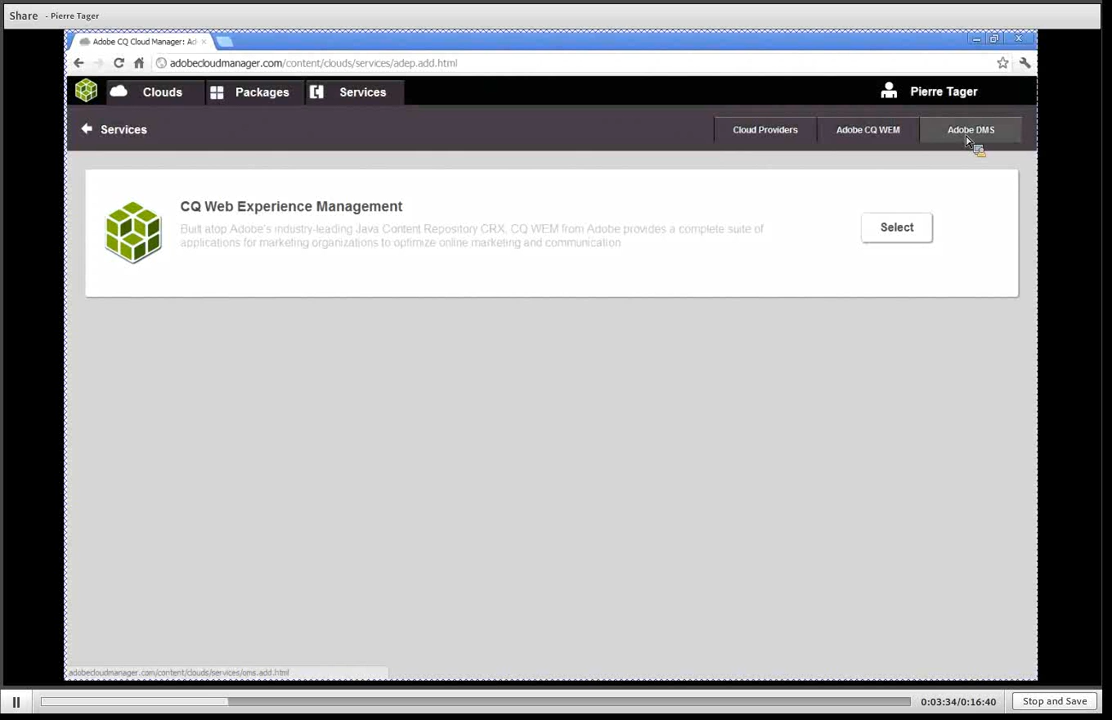 Share - Pierre Tager
Adobe CQ Cloud Manager: Ad
adobecloudmanager.com/content/clouds/services/adep.add.html
Clouds Packages Services Pierre Tager
Services Cloud Providers Adobe CQ WEM Adobe DMS
CQ Web Experience Management
Built atop Adobe's industry-leading Java Content Repository CRX, CQ WEM from Adobe provides a complete suite of
applications for marketing organizations to optimize online marketing and communication
Select
adobecloudmanager.com/content/clouds/services/oms.add.html
0:03:34/0:16:40 Stop and Save